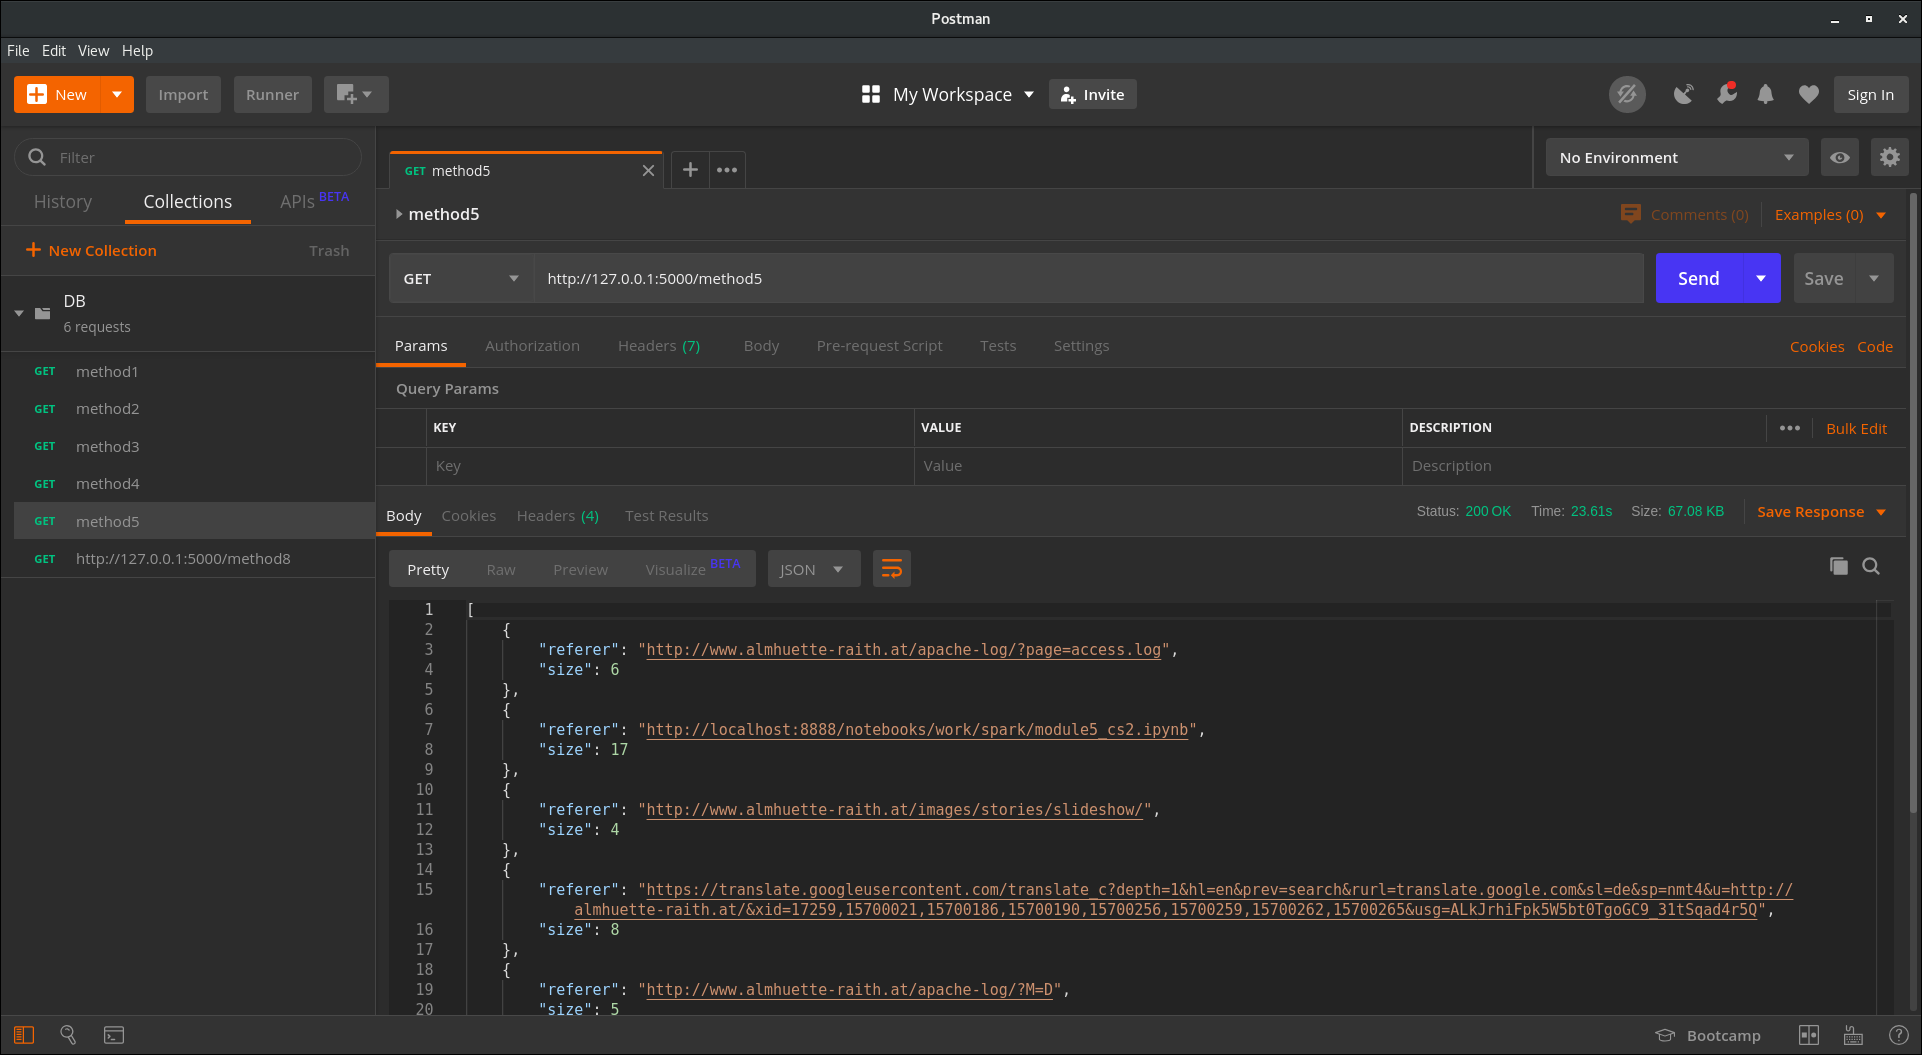 Postman
File Edit View Help
New Import Runner My Workspace Invite Sign In
Filter
History Collections APIs BETA
New Collection Trash
DB
6 requests
GET method1
GET method2
GET method3
GET method4
GET method5
GET http://127.0.0.1:5000/method8
GET method5
No Environment
method5
Comments (0) Examples (0)
GET http://127.0.0.1:5000/method5 Send Save
Params Authorization Headers (7) Body Pre-request Script Tests Settings Cookies Code
Query Params
KEY VALUE DESCRIPTION Bulk Edit
Key Value Description
Body Cookies Headers (4) Test Results Status: 200 OK Time: 23.61s Size: 67.08 KB Save Response
Pretty Raw Preview Visualize BETA JSON
1 [
2 {
3 "referer": "http://www.almhuette-raith.at/apache-log/?page=access.log",
4 "size": 6
5 },
6 {
7 "referer": "http://localhost:8888/notebooks/work/spark/module5_cs2.ipynb",
8 "size": 17
9 },
10 {
11 "referer": "http://www.almhuette-raith.at/images/stories/slideshow/",
12 "size": 4
13 },
14 {
15 "referer": "https://translate.googleusercontent.com/translate_c?depth=1&hl=en&prev=search&rurl=translate.google.com&sl=de&sp=nmt4&u=http://
almhuette-raith.at/&xid=17259,15700021,15700186,15700190,15700256,15700259,15700262,15700265&usg=ALkJrhiFpk5W5bt0TgoGC9_31tSqad4r5Q",
16 "size": 8
17 },
18 {
19 "referer": "http://www.almhuette-raith.at/apache-log/?M=D",
20 "size": 5
Bootcamp